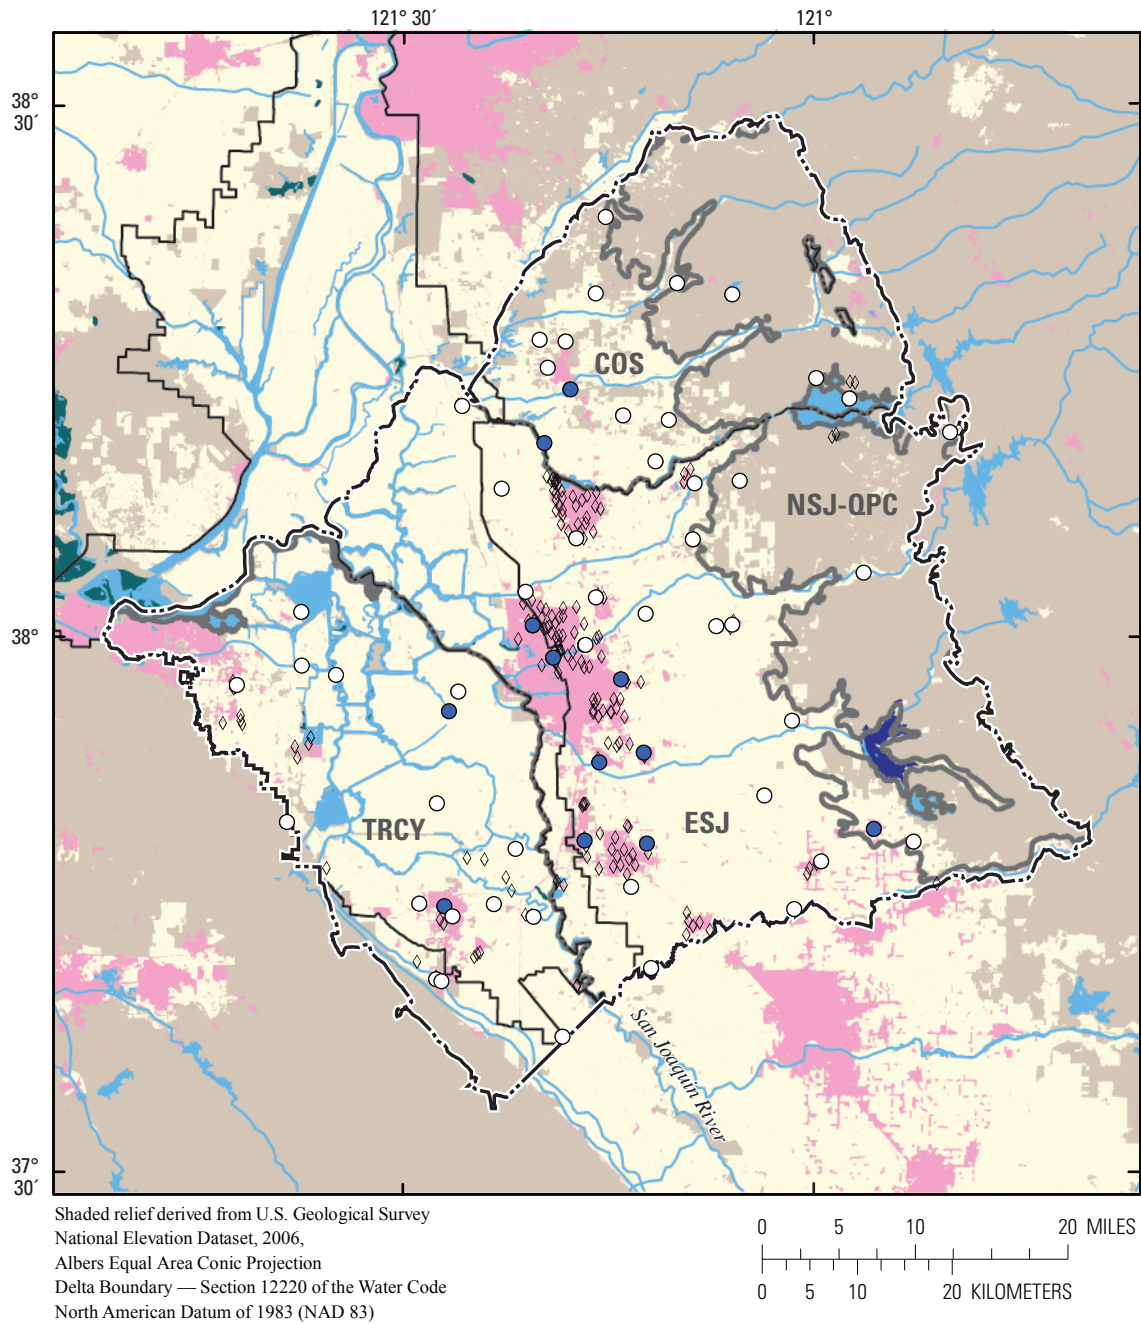 121° 30´
121°
38°
30´
COS
NSJ-QPC
38°
TRCY
ESJ
San Joaquin River
37°
30´
Shaded relief derived from U.S. Geological Survey
National Elevation Dataset, 2006,
Albers Equal Area Conic Projection
Delta Boundary — Section 12220 of the Water Code
North American Datum of 1983 (NAD 83)
0 5 10 20 MILES
0 5 10 20 KILOMETERS